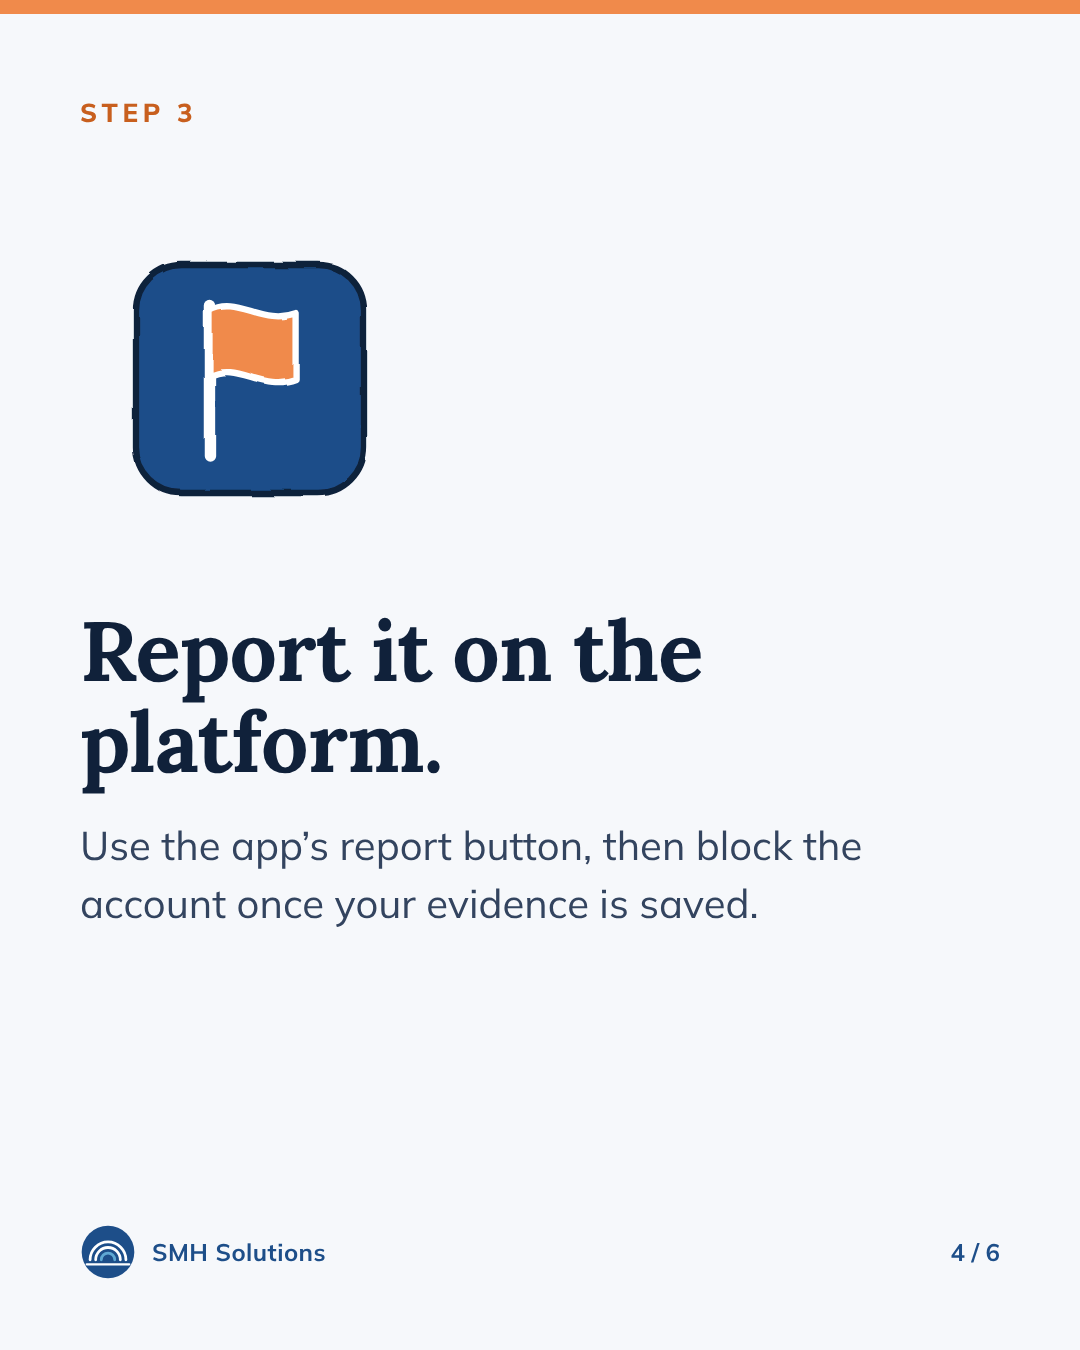 STEP 3
Report it on the
platform.
Use the app’s report button, then block the
account once your evidence is saved.
SMH Solutions
4 / 6